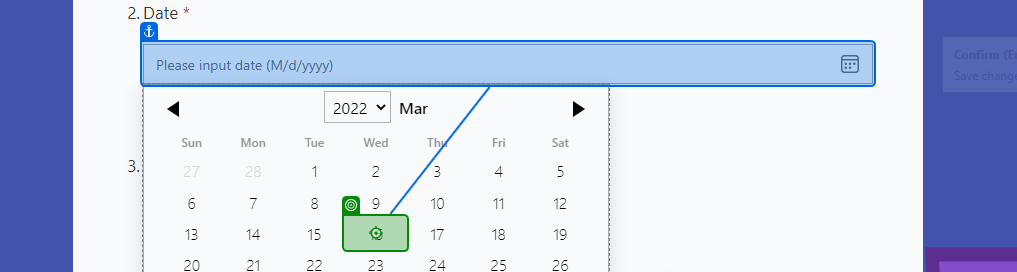 2. Date *
Please input date (M/d/yyyy)
Confirm (E
Save change
2022 Mar
Sun Mon Tue Wed Thu Fri Sat
3. 27 28 1 2 3 4 5
6 7 8 9 10 11 12
13 14 15 17 18 19
20 21 22 23 24 25 26